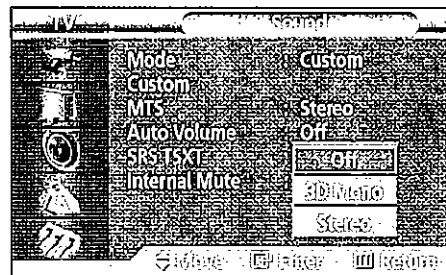 TV Sound
Mode Custom
Custom
MTS Stereo
Auto Volume Off
SRS TSXT Off
Internal Mute 3D Mono
Stereo
Move Enter Return